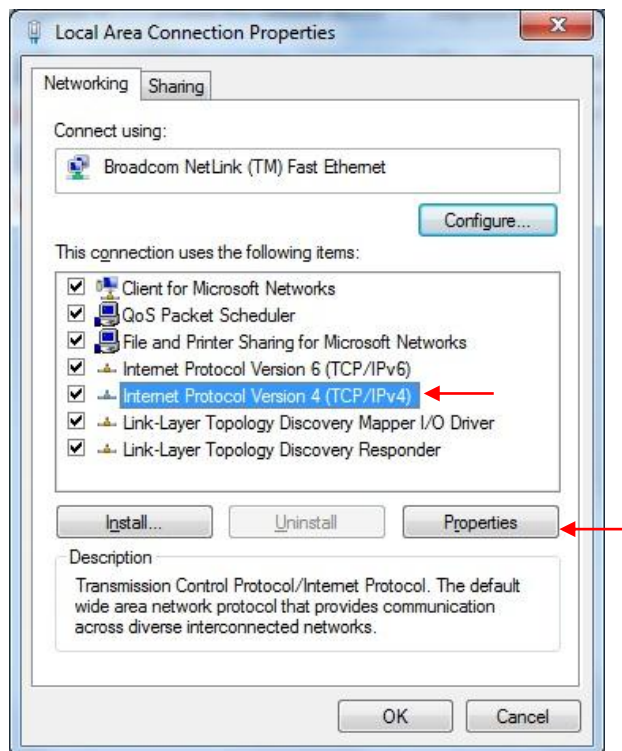 Local Area Connection Properties
Networking Sharing
Connect using:
Broadcom NetLink (TM) Fast Ethernet
Configure...
This connection uses the following items:
Client for Microsoft Networks
QoS Packet Scheduler
File and Printer Sharing for Microsoft Networks
Internet Protocol Version 6 (TCP/IPv6)
Internet Protocol Version 4 (TCP/IPv4)
Link-Layer Topology Discovery Mapper I/O Driver
Link-Layer Topology Discovery Responder
Install... Uninstall Properties
Description
Transmission Control Protocol/Internet Protocol. The default
wide area network protocol that provides communication
across diverse interconnected networks.
OK Cancel